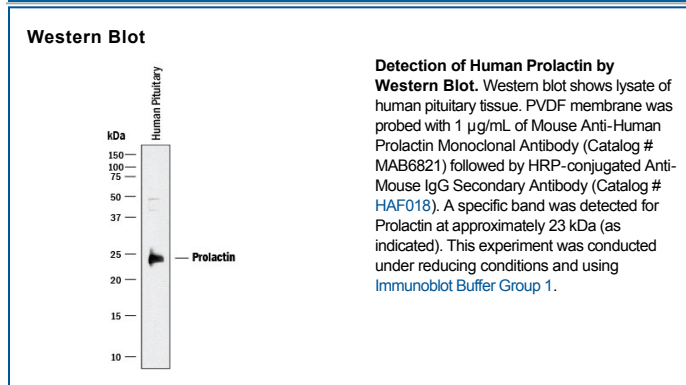 Western Blot
Human Pituitary
kDa
150
100
75
50
37
25
20
15
10
Prolactin
Detection of Human Prolactin by
Western Blot. Western blot shows lysate of
human pituitary tissue. PVDF membrane was
probed with 1 µg/mL of Mouse Anti-Human
Prolactin Monoclonal Antibody (Catalog #
MAB6821) followed by HRP-conjugated Anti-
Mouse IgG Secondary Antibody (Catalog #
HAF018). A specific band was detected for
Prolactin at approximately 23 kDa (as
indicated). This experiment was conducted
under reducing conditions and using
Immunoblot Buffer Group 1.